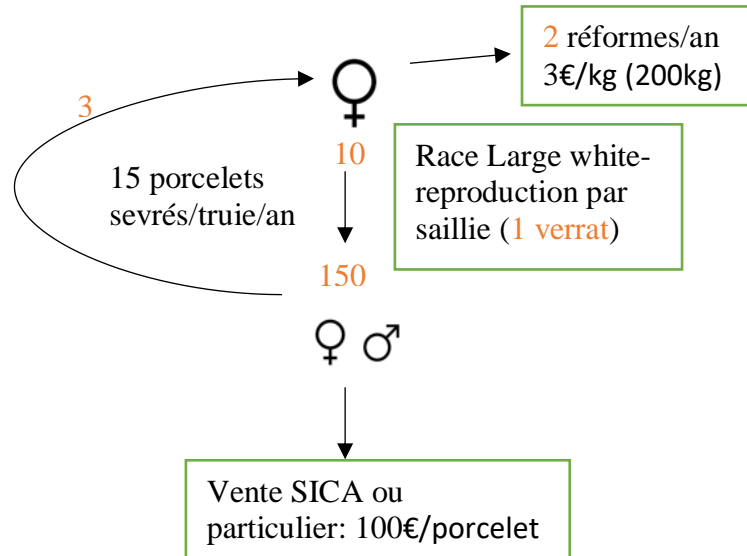 2 réformes/an
3€/kg (200kg)
3
10
15 porcelets
sevrés/truie/an
Race Large white-
reproduction par
saillie (1 verrat)
150
Vente SICA ou
particulier: 100€/porcelet